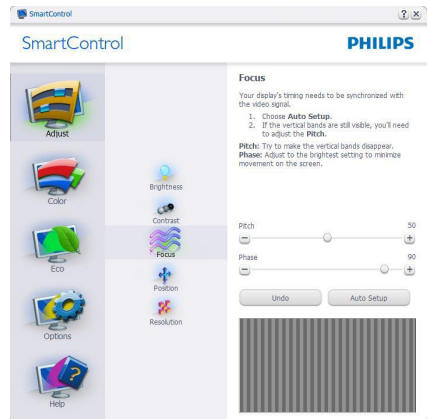 SmartControl
SmartControl
PHILIPS
Adjust
Color
Eco
Options
Help
Brightness
Contrast
Focus
Position
Resolution
Focus
Your display's timing needs to be synchronized with
the video signal.
1. Choose Auto Setup.
2. If the vertical bands are still visible, you'll need
to adjust the Pitch.
Pitch: Try to make the vertical bands disappear.
Phase: Adjust to the brightest setting to minimize
movement on the screen.
Pitch 50
Phase 90
Undo Auto Setup